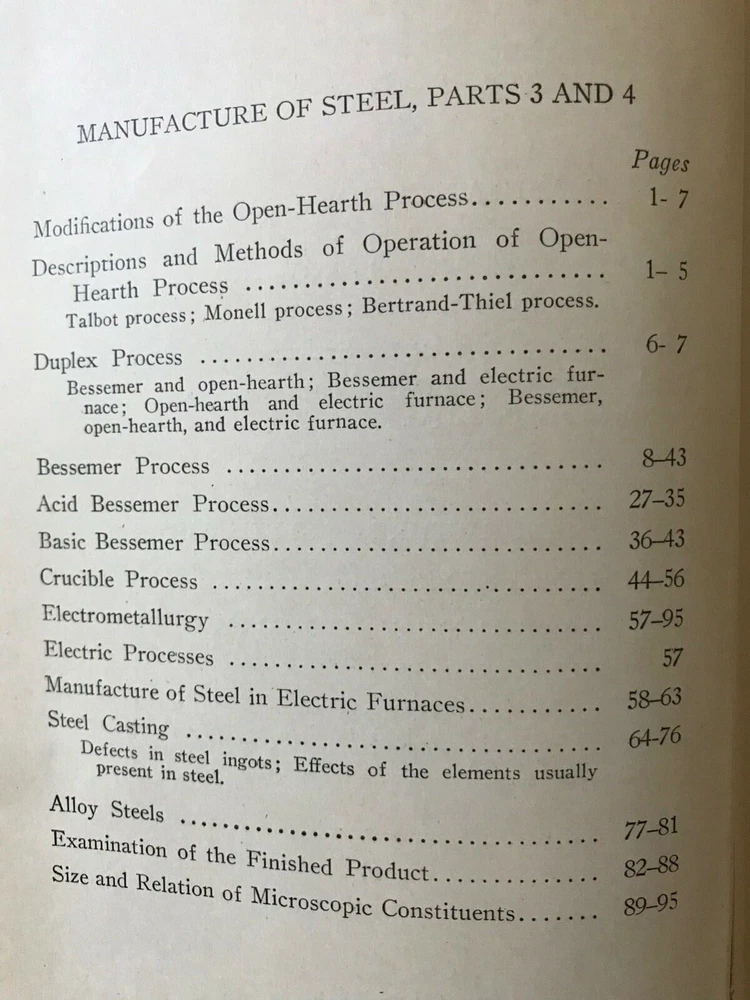 MANUFACTURE OF STEEL, PARTS 3 AND 4
Pages
Modifications of the Open-Hearth Process........... 1- 7
Descriptions and Methods of Operation of Open-
Hearth Process ............................. 1– 5
Talbot process; Monell process; Bertrand-Thiel process.
Duplex Process ................................. 6- 7
Bessemer and open-hearth; Bessemer and electric fur-
nace; Open-hearth and electric furnace; Bessemer,
open-hearth, and electric furnace.
Bessemer Process .............................. 8–43
Acid Bessemer Process.......................... 27–35
Basic Bessemer Process.......................... 36–43
Crucible Process ............................... 44–56
Electrometallurgy .............................. 57–95
Electric Processes .............................. 57
Manufacture of Steel in Electric Furnaces........... 58–63
Steel Casting .................................. 64-76
Defects in steel ingots; Effects of the elements usually
present in steel.
Alloy Steels .................................. 77–81
Examination of the Finished Product.............. 82–88
Size and Relation of Microscopic Constituents....... 89–95